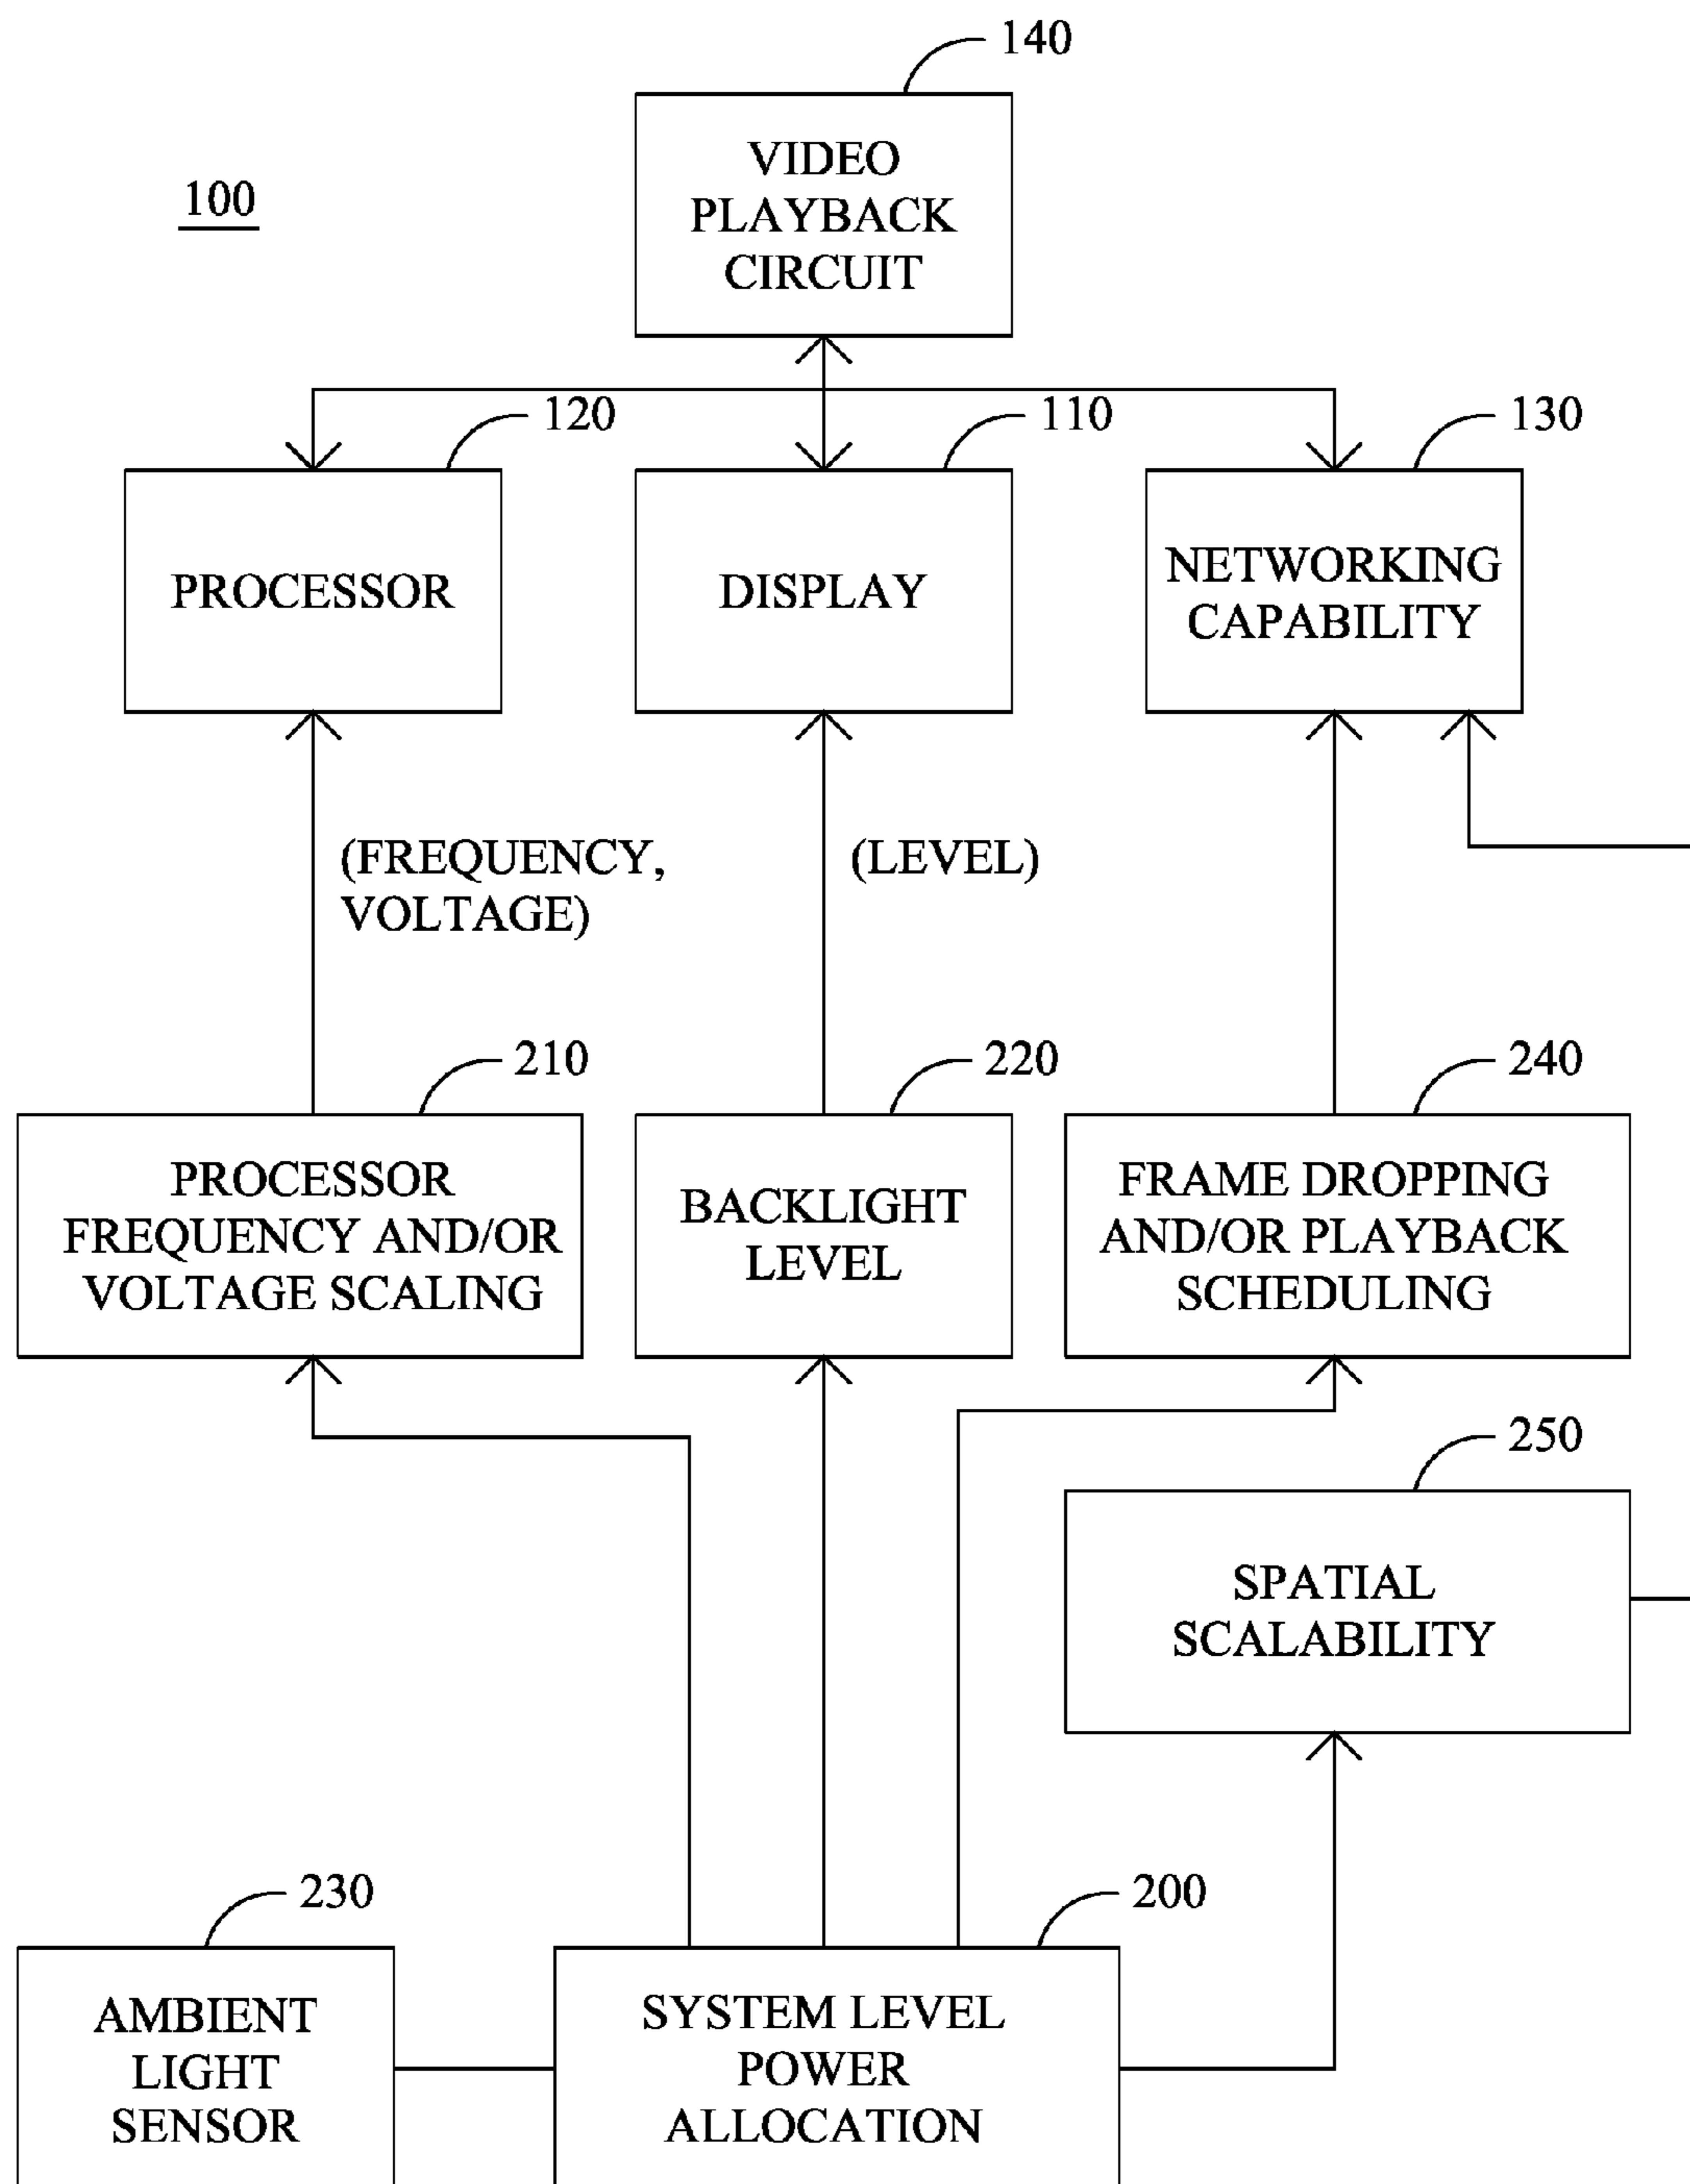 140
VIDEO
PLAYBACK
CIRCUIT
100
120
110
130
PROCESSOR
DISPLAY
NETWORKING
CAPABILITY
(FREQUENCY,
VOLTAGE)
(LEVEL)
210
220
240
PROCESSOR
FREQUENCY AND/OR
VOLTAGE SCALING
BACKLIGHT
LEVEL
FRAME DROPPING
AND/OR PLAYBACK
SCHEDULING
250
SPATIAL
SCALABILITY
230
200
AMBIENT
LIGHT
SENSOR
SYSTEM LEVEL
POWER
ALLOCATION